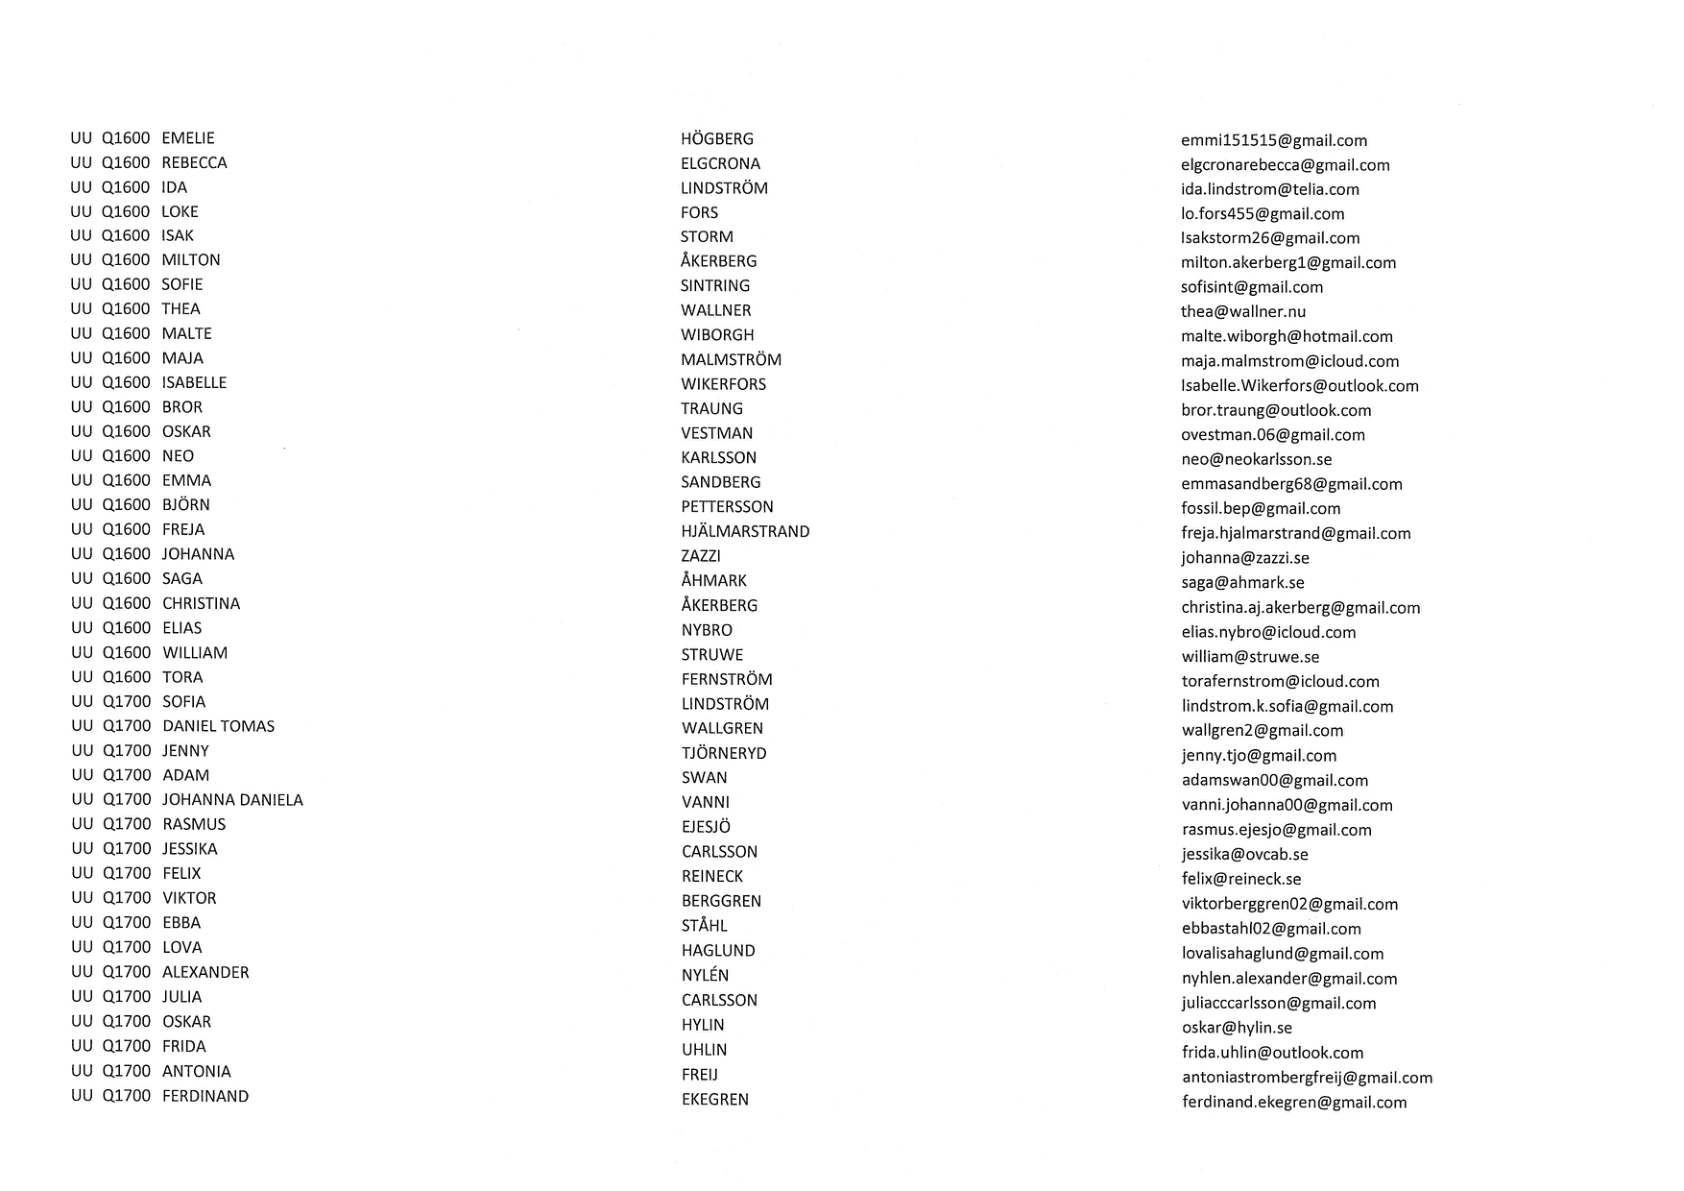 UU Q1600 EMELIE HÖGBERG emmi151515@gmail.com
UU Q1600 REBECCA ELGCRONA elgcronarebecca@gmail.com
UU Q1600 IDA LINDSTRÖM ida.lindstrom@telia.com
UU Q1600 LOKE FORS lo.fors455@gmail.com
UU Q1600 ISAK STORM Isakstorm26@gmail.com
UU Q1600 MILTON ÅKERBERG milton.akerberg1@gmail.com
UU Q1600 SOFIE SINTRING sofisint@gmail.com
UU Q1600 THEA WALLNER thea@wallner.nu
UU Q1600 MALTE WIBORGH malte.wiborgh@hotmail.com
UU Q1600 MAJA MALMSTRÖM maja.malmstrom@icloud.com
UU Q1600 ISABELLE WIKERFORS Isabelle.Wikerfors@outlook.com
UU Q1600 BROR TRAUNG bror.traung@outlook.com
UU Q1600 OSKAR VESTMAN ovestman.06@gmail.com
UU Q1600 NEO KARLSSON neo@neokarlsson.se
UU Q1600 EMMA SANDBERG emmasandberg68@gmail.com
UU Q1600 BJÖRN PETTERSSON fossil.bep@gmail.com
UU Q1600 FREJA HJÄLMARSTRAND freja.hjalmarstrand@gmail.com
UU Q1600 JOHANNA ZAZZI johanna@zazzi.se
UU Q1600 SAGA ÅHMARK saga@ahmark.se
UU Q1600 CHRISTINA ÅKERBERG christina.aj.akerberg@gmail.com
UU Q1600 ELIAS NYBRO elias.nybro@icloud.com
UU Q1600 WILLIAM STRUWE william@struwe.se
UU Q1600 TORA FERNSTRÖM torafernstrom@icloud.com
UU Q1700 SOFIA LINDSTRÖM lindstrom.k.sofia@gmail.com
UU Q1700 DANIEL TOMAS WALLGREN wallgren2@gmail.com
UU Q1700 JENNY TJÖRNERYD jenny.tjo@gmail.com
UU Q1700 ADAM SWAN adamswan00@gmail.com
UU Q1700 JOHANNA DANIELA VANNI vanni.johanna00@gmail.com
UU Q1700 RASMUS EJESJÖ rasmus.ejesjo@gmail.com
UU Q1700 JESSIKA CARLSSON jessika@ovcab.se
UU Q1700 FELIX REINECK felix@reineck.se
UU Q1700 VIKTOR BERGGREN viktorberggren02@gmail.com
UU Q1700 EBBA STÅHL ebbastahl02@gmail.com
UU Q1700 LOVA HAGLUND lovalisahaglund@gmail.com
UU Q1700 ALEXANDER NYLÉN nyhlen.alexander@gmail.com
UU Q1700 JULIA CARLSSON juliacccarlsson@gmail.com
UU Q1700 OSKAR HYLIN oskar@hylin.se
UU Q1700 FRIDA UHLIN frida.uhlin@outlook.com
UU Q1700 ANTONIA FREIJ antoniastrombergfreij@gmail.com
UU Q1700 FERDINAND EKEGREN ferdinand.ekegren@gmail.com